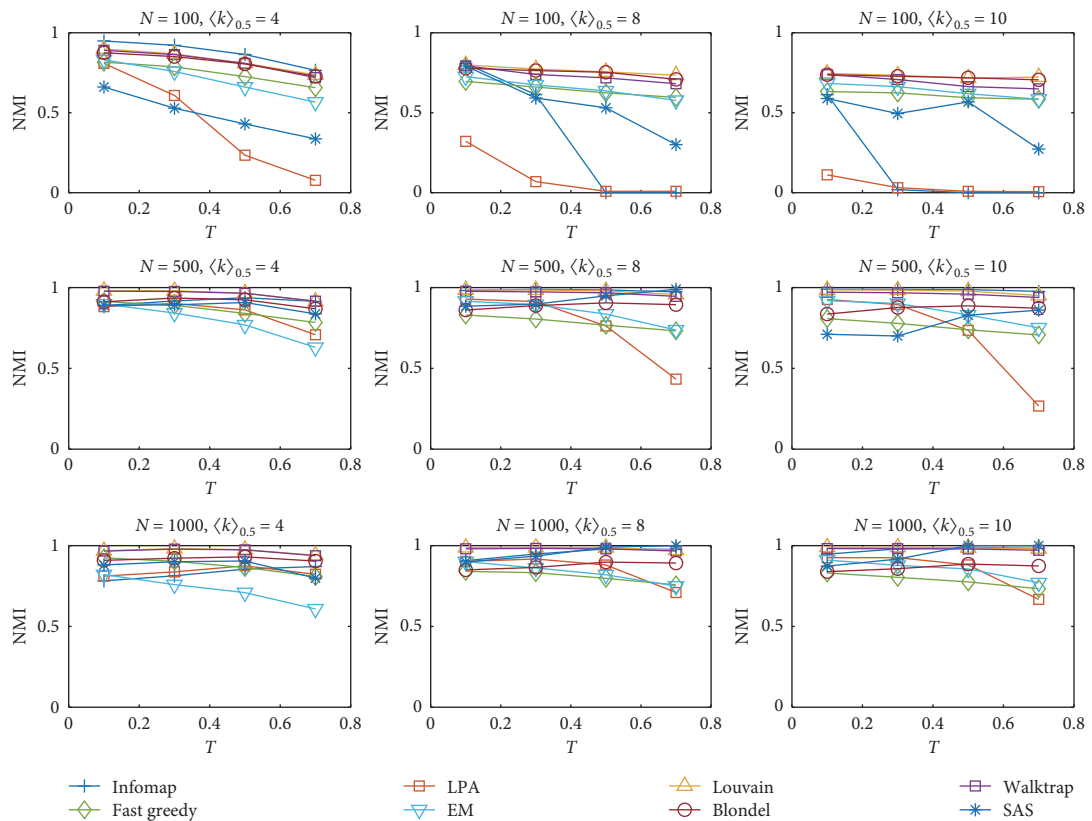 N = 100, ⟨k⟩0.5 = 4
N = 100, ⟨k⟩0.5 = 8
N = 100, ⟨k⟩0.5 = 10
1
0.5
0
NMI
0 0.2 0.4 0.6 0.8
T
1
0.5
0
NMI
0 0.2 0.4 0.6 0.8
T
1
0.5
0
NMI
0 0.2 0.4 0.6 0.8
T
N = 500, ⟨k⟩0.5 = 4
N = 500, ⟨k⟩0.5 = 8
N = 500, ⟨k⟩0.5 = 10
1
0.5
0
NMI
0 0.2 0.4 0.6 0.8
T
1
0.5
0
NMI
0 0.2 0.4 0.6 0.8
T
1
0.5
0
NMI
0 0.2 0.4 0.6 0.8
T
N = 1000, ⟨k⟩0.5 = 4
N = 1000, ⟨k⟩0.5 = 8
N = 1000, ⟨k⟩0.5 = 10
1
0.5
0
NMI
0 0.2 0.4 0.6 0.8
T
1
0.5
0
NMI
0 0.2 0.4 0.6 0.8
T
1
0.5
0
NMI
0 0.2 0.4 0.6 0.8
T
Infomap
Fast greedy
LPA
EM
Louvain
Blondel
Walktrap
SAS